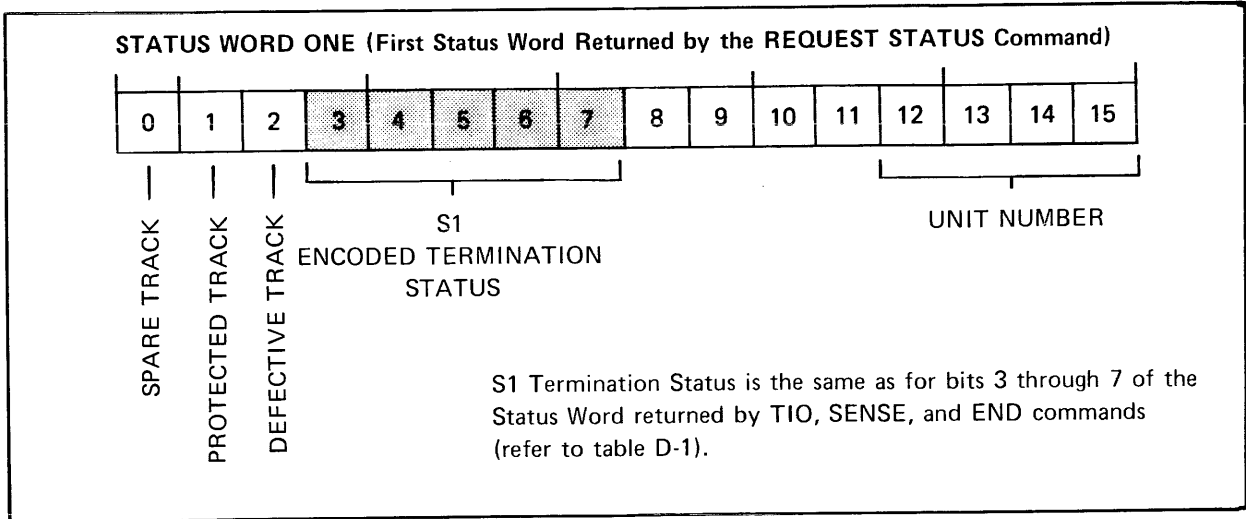 STATUS WORD ONE (First Status Word Returned by the REQUEST STATUS Command)
0 1 2 3 4 5 6 7 8 9 10 11 12 13 14 15
SPARE TRACK
PROTECTED TRACK
DEFECTIVE TRACK
S1
ENCODED TERMINATION
STATUS
UNIT NUMBER
S1 Termination Status is the same as for bits 3 through 7 of the
Status Word returned by TIO, SENSE, and END commands
(refer to table D-1).